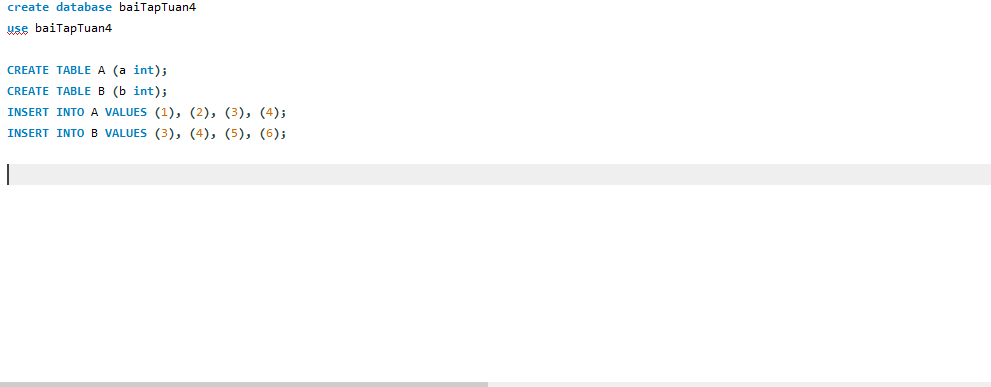 create database baiTapTuan4
use baiTapTuan4
CREATE TABLE A (a int);
CREATE TABLE B (b int);
INSERT INTO A VALUES (1), (2), (3), (4);
INSERT INTO B VALUES (3), (4), (5), (6);